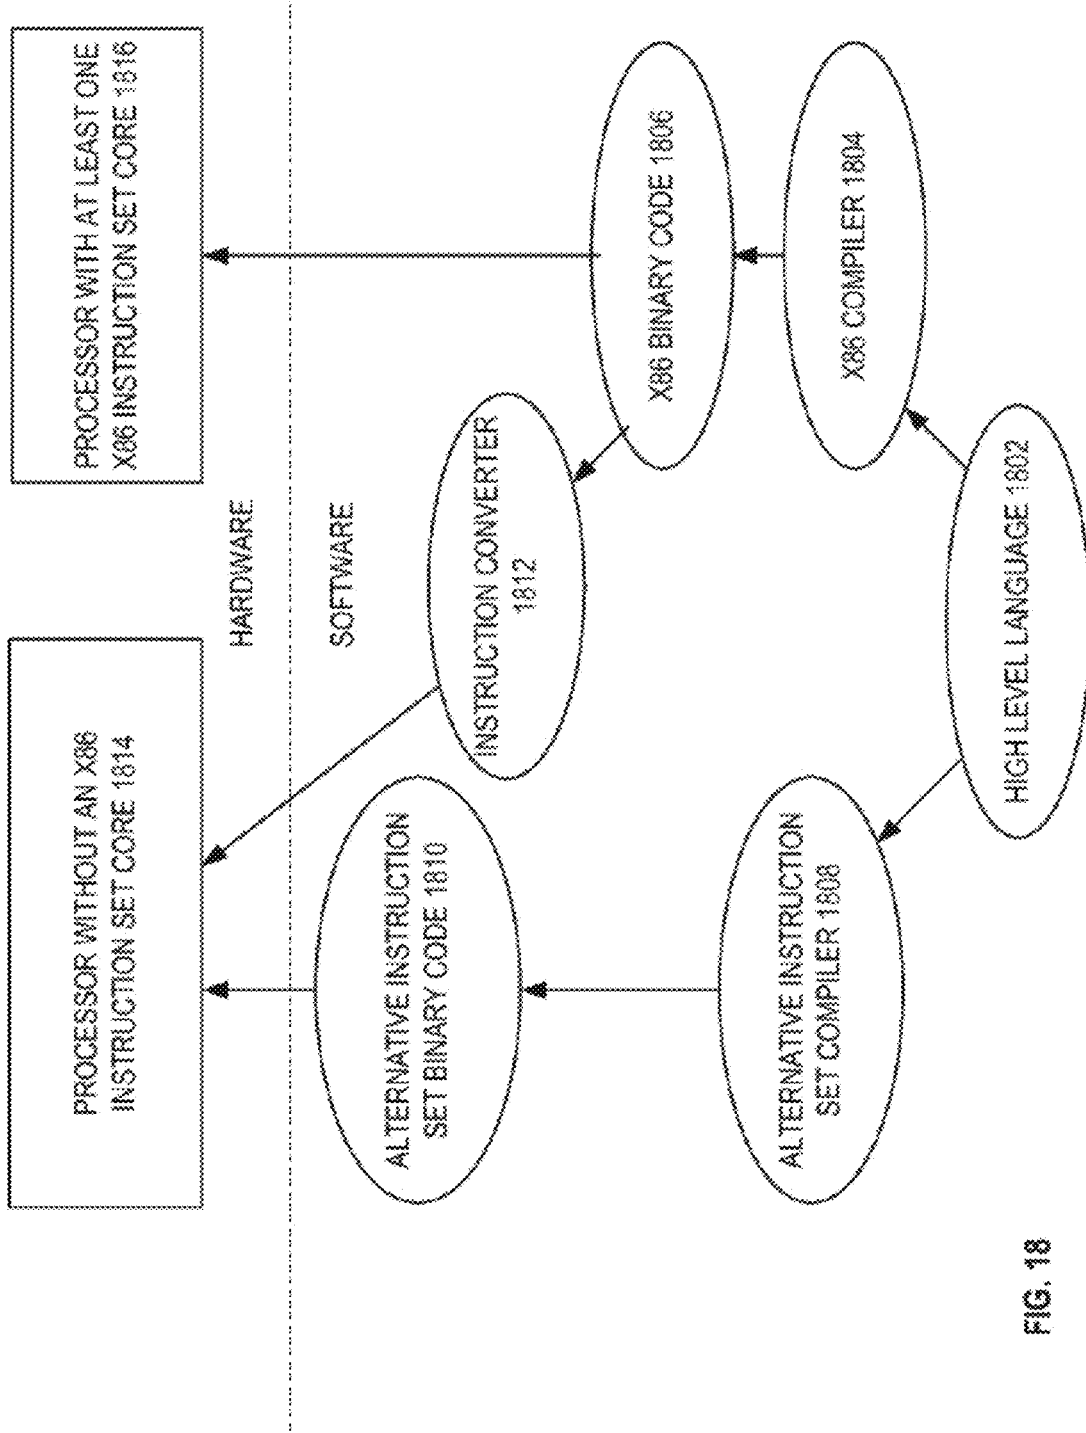 PROCESSOR WITHOUT AN X86
INSTRUCTION SET CORE 1814
PROCESSOR WITH AT LEAST ONE
X86 INSTRUCTION SET CORE 1816
HARDWARE
SOFTWARE
ALTERNATIVE INSTRUCTION
SET BINARY CODE 1810
INSTRUCTION CONVERTER
1812
X86 BINARY CODE 1806
ALTERNATIVE INSTRUCTION
SET COMPILER 1808
X86 COMPILER 1804
HIGH LEVEL LANGUAGE 1802
FIG. 18